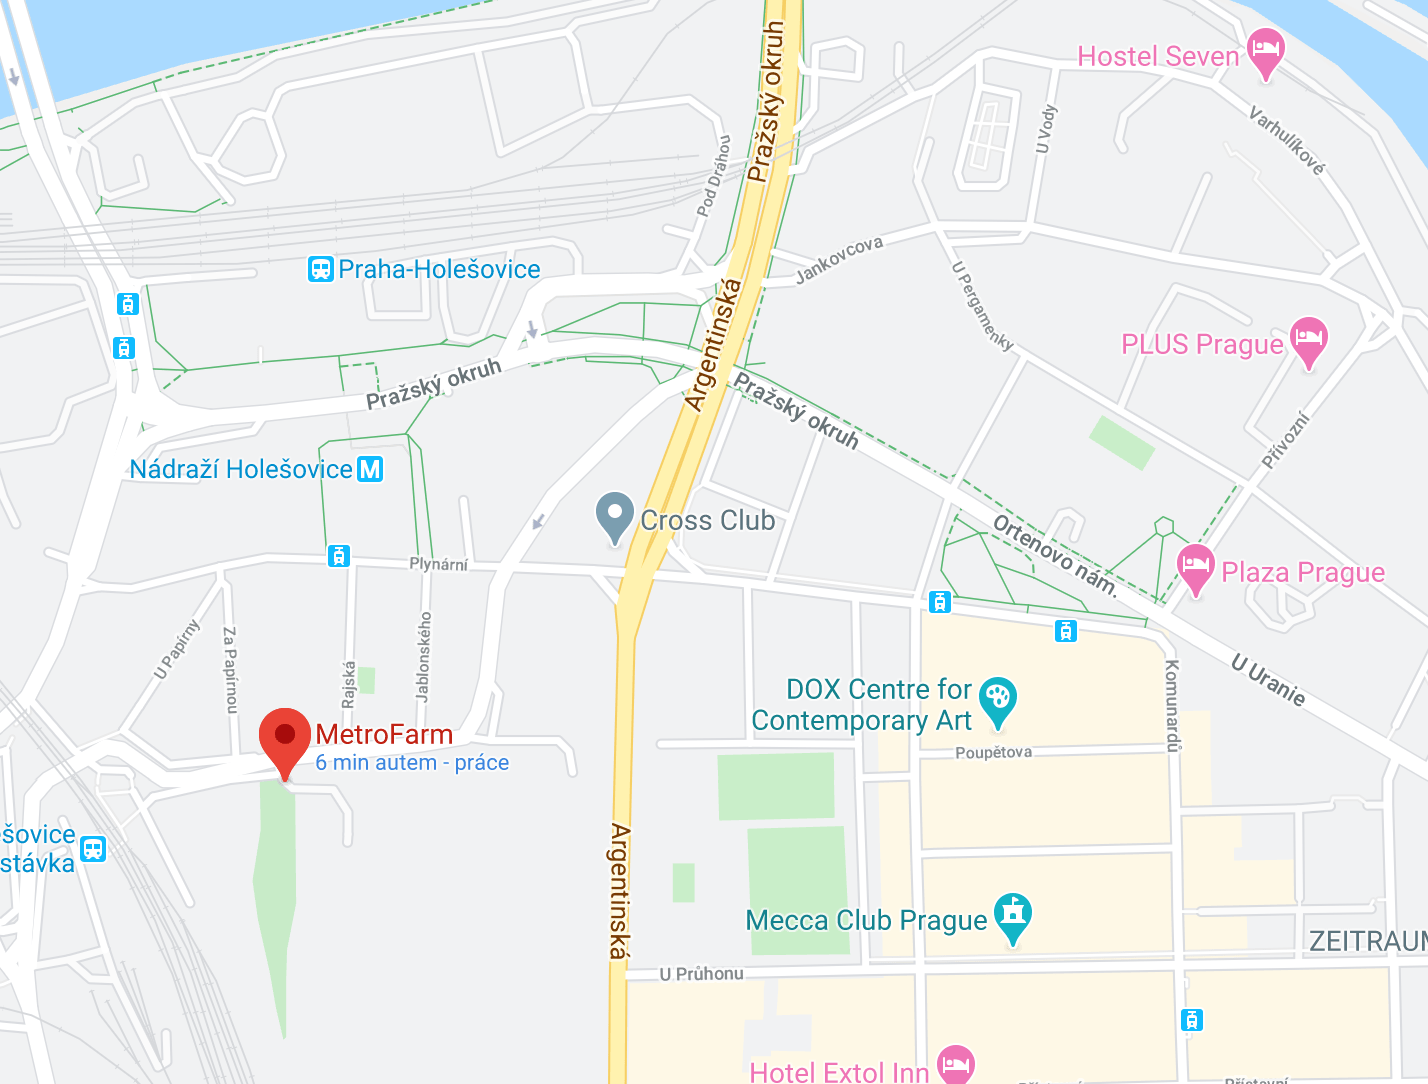 Pražský okruh
Hostel Seven
Varhulíkové
U Vody
Pod Dráhou
Praha-Holešovice
Jankovcova
U Pergamenky
Argentinská
PLUS Prague
Pražský okruh
Pražský okruh
Přívozní
Nádraží Holešovice M
Cross Club
Ortenovo nám.
Plynární
Plaza Prague
U Papírny
Za Papírnou
Rajská
Jablonského
U Uranie
Komunardů
DOX Centre for
Contemporary Art
MetroFarm
6 min autem - práce
Poupětova
ešovice
stávka
Argentinská
Mecca Club Prague
ZEITRAUM
U Průhonu
Hotel Extol Inn
Přístavní
Přístavní